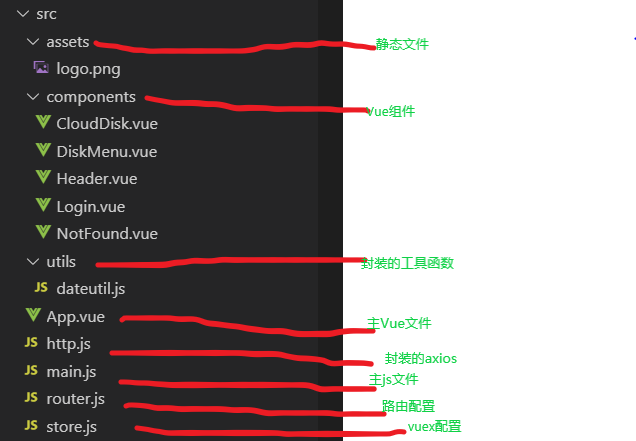 src
assets 静态文件
logo.png
components Vue组件
CloudDisk.vue
DiskMenu.vue
Header.vue
Login.vue
NotFound.vue
utils 封装的工具函数
JS dateutil.js
App.vue 主Vue文件
JS http.js 封装的axios
JS main.js 主js文件
JS router.js 路由配置
JS store.js vuex配置